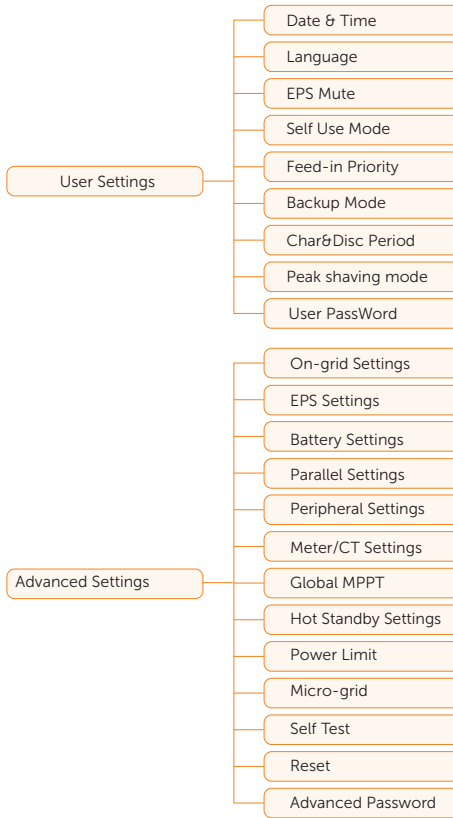 User Settings
Date & Time
Language
EPS Mute
Self Use Mode
Feed-in Priority
Backup Mode
Char&Disc Period
Peak shaving mode
User PassWord
Advanced Settings
On-grid Settings
EPS Settings
Battery Settings
Parallel Settings
Peripheral Settings
Meter/CT Settings
Global MPPT
Hot Standby Settings
Power Limit
Micro-grid
Self Test
Reset
Advanced Password